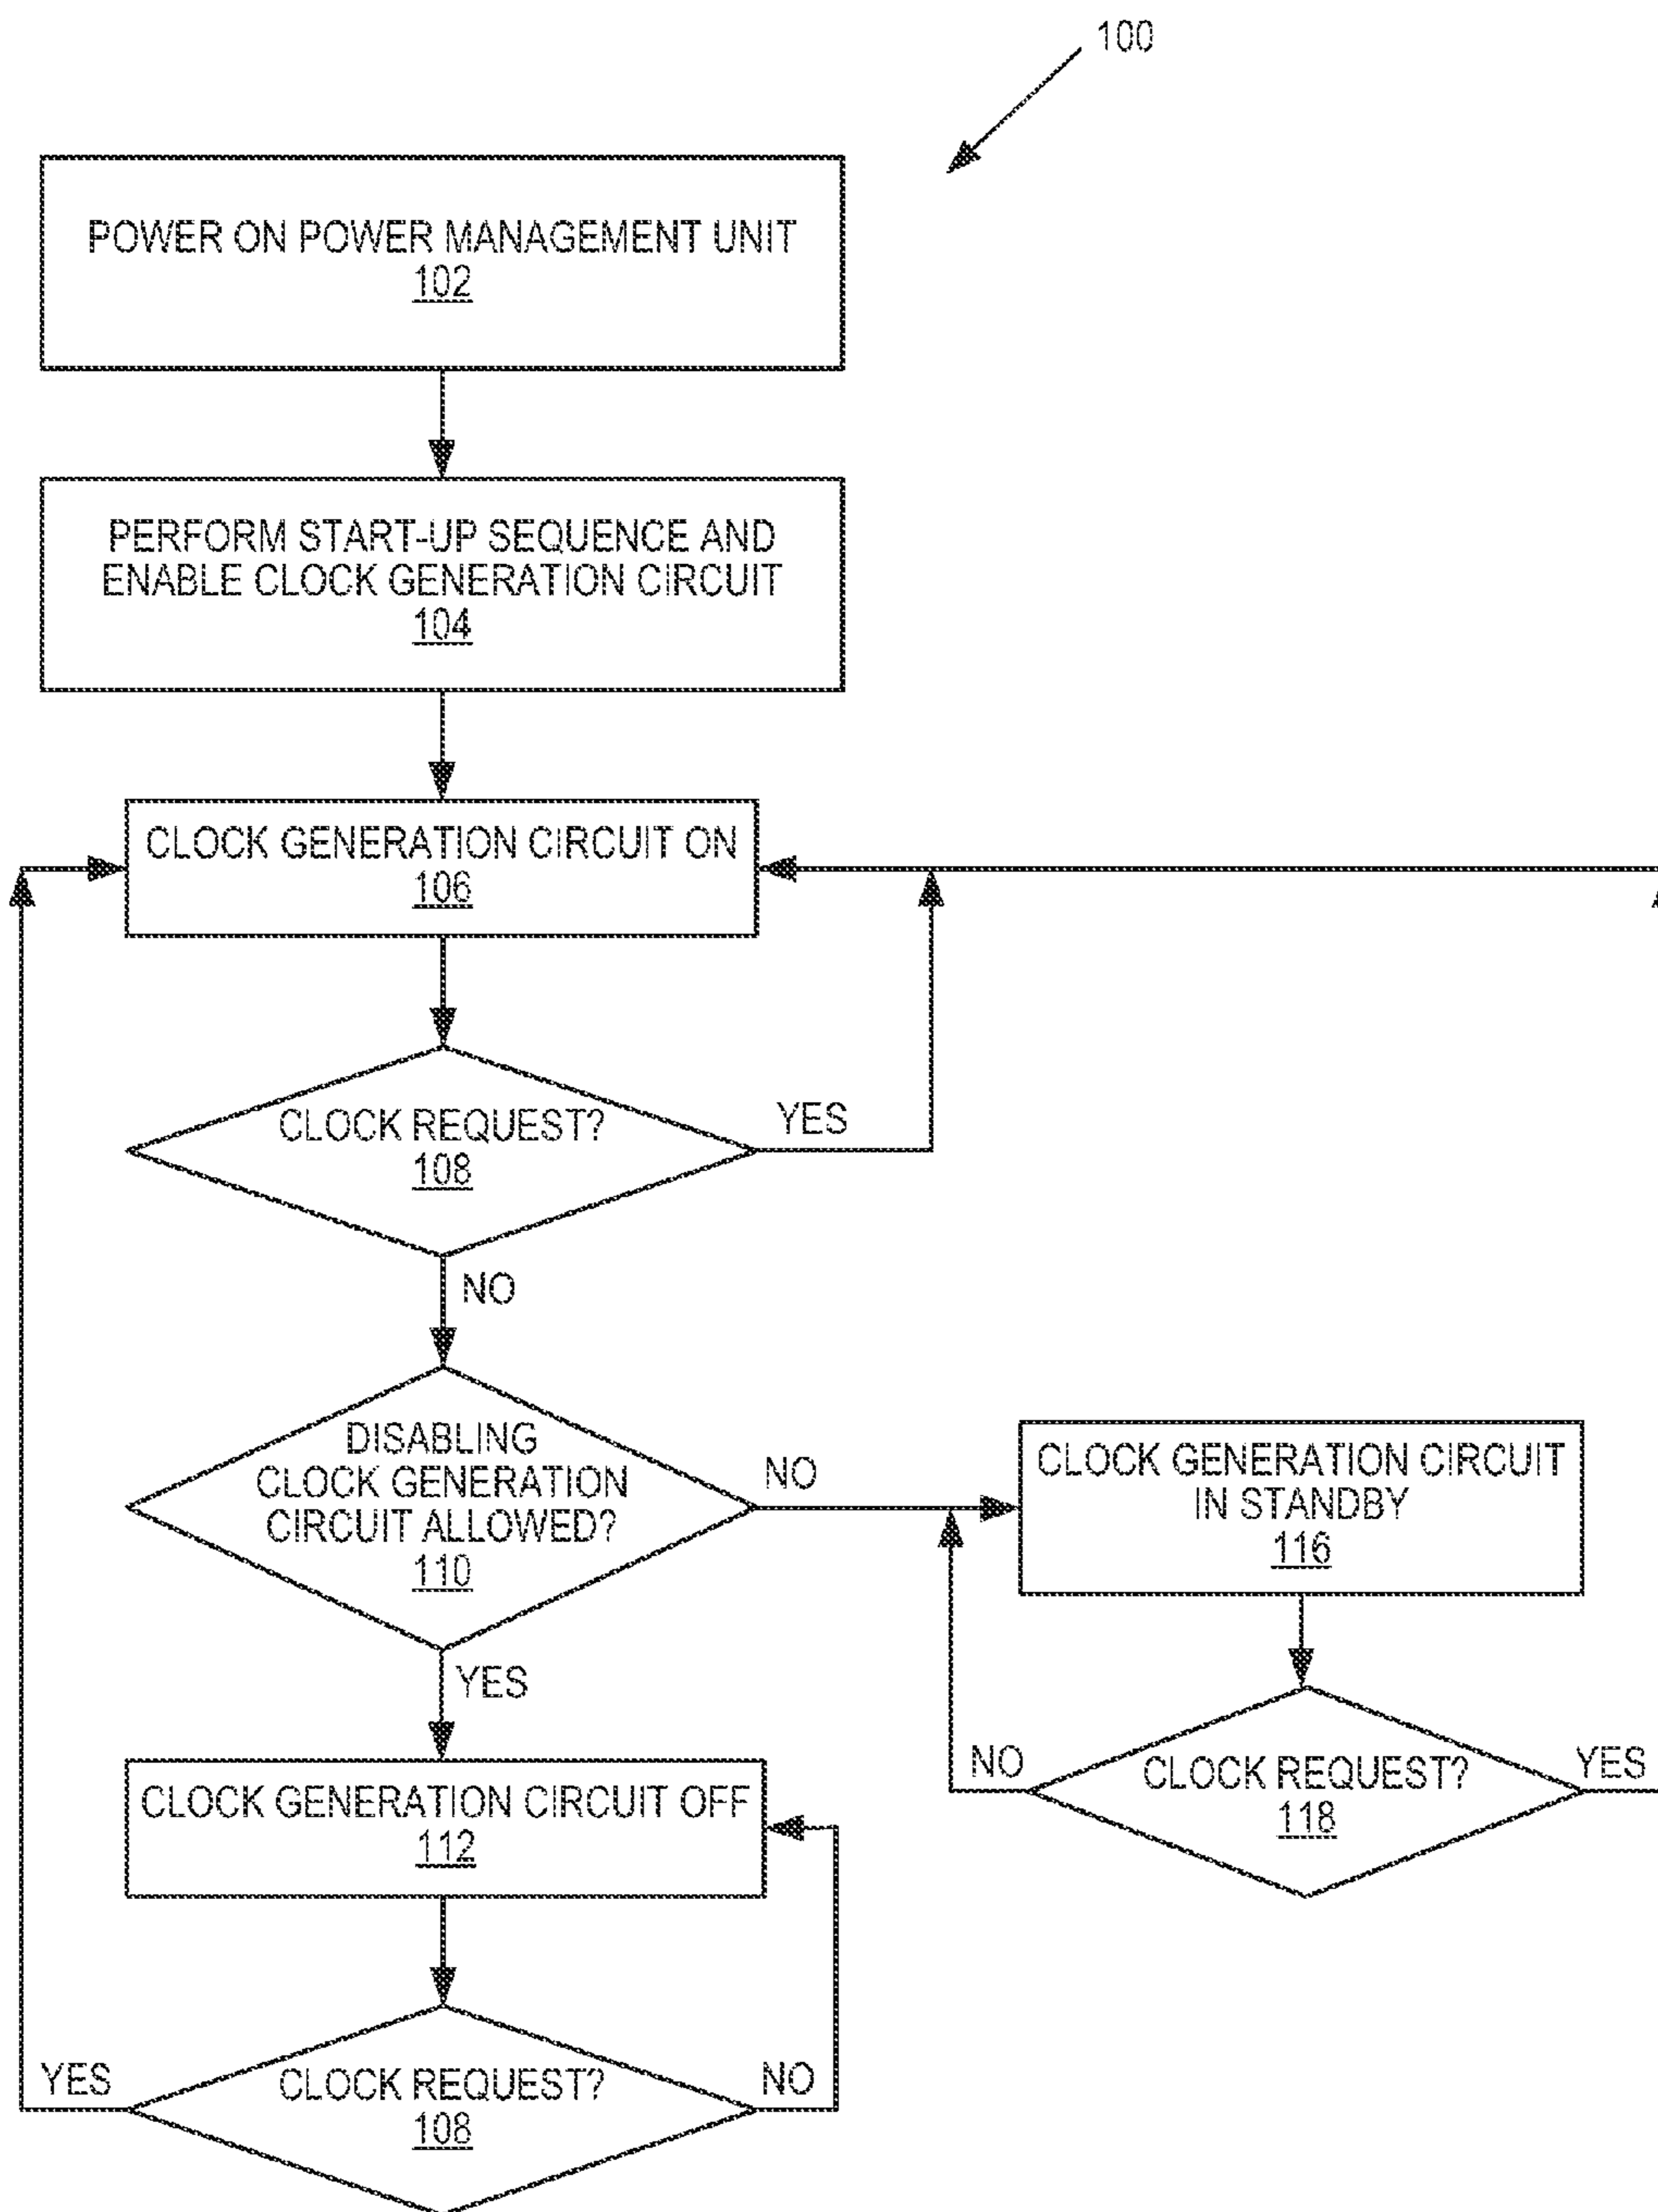 100
POWER ON POWER MANAGEMENT UNIT
102
PERFORM START-UP SEQUENCE AND
ENABLE CLOCK GENERATION CIRCUIT
104
CLOCK GENERATION CIRCUIT ON
106
CLOCK REQUEST?
108
YES
NO
DISABLING
CLOCK GENERATION
CIRCUIT ALLOWED?
110
NO
YES
CLOCK GENERATION CIRCUIT
IN STANDBY
116
CLOCK REQUEST?
118
NO
YES
CLOCK GENERATION CIRCUIT OFF
112
CLOCK REQUEST?
108
YES
NO